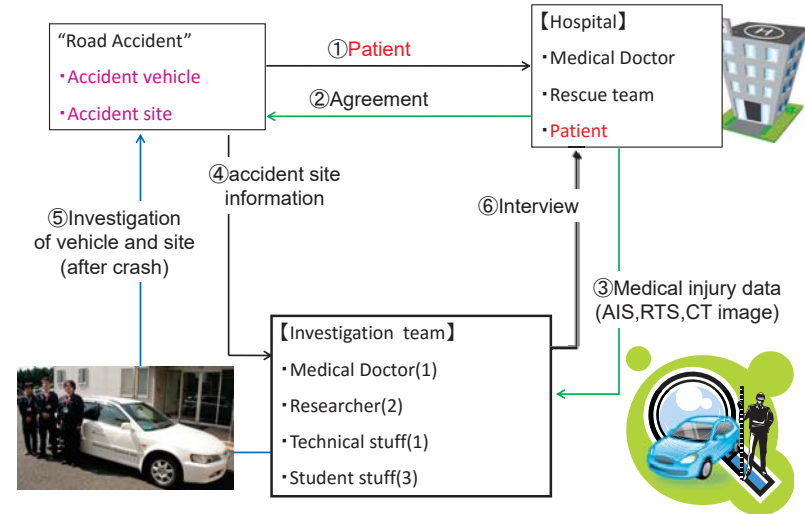 “Road Accident”
・Accident vehicle
・Accident site
①Patient
②Agreement
【Hospital】
・Medical Doctor
・Rescue team
・Patient
H
④accident site
information
⑤Investigation
of vehicle and site
(after crash)
⑥Interview
③Medical injury data
(AIS,RTS,CT image)
【Investigation team】
・Medical Doctor(1)
・Researcher(2)
・Technical stuff(1)
・Student stuff(3)